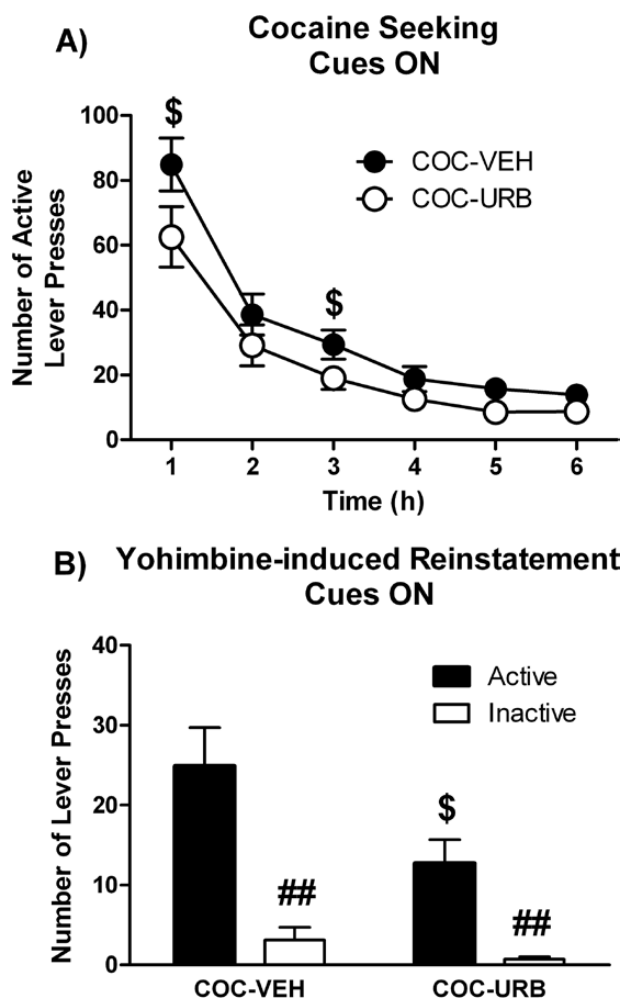 A) Cocaine Seeking
Cues ON
Number of Active
Lever Presses
100
80
60
40
20
0
$
$
COC-VEH
COC-URB
1 2 3 4 5 6
Time (h)
B) Yohimbine-induced Reinstatement
Cues ON
Number of Lever Presses
40
30
20
10
0
Active
Inactive
##
$
##
COC-VEH COC-URB